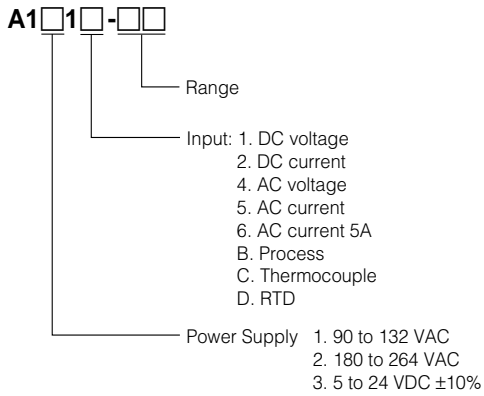 A1□1□-□□
Range
Input: 1. DC voltage
2. DC current
4. AC voltage
5. AC current
6. AC current 5A
B. Process
C. Thermocouple
D. RTD
Power Supply 1. 90 to 132 VAC
2. 180 to 264 VAC
3. 5 to 24 VDC ±10%